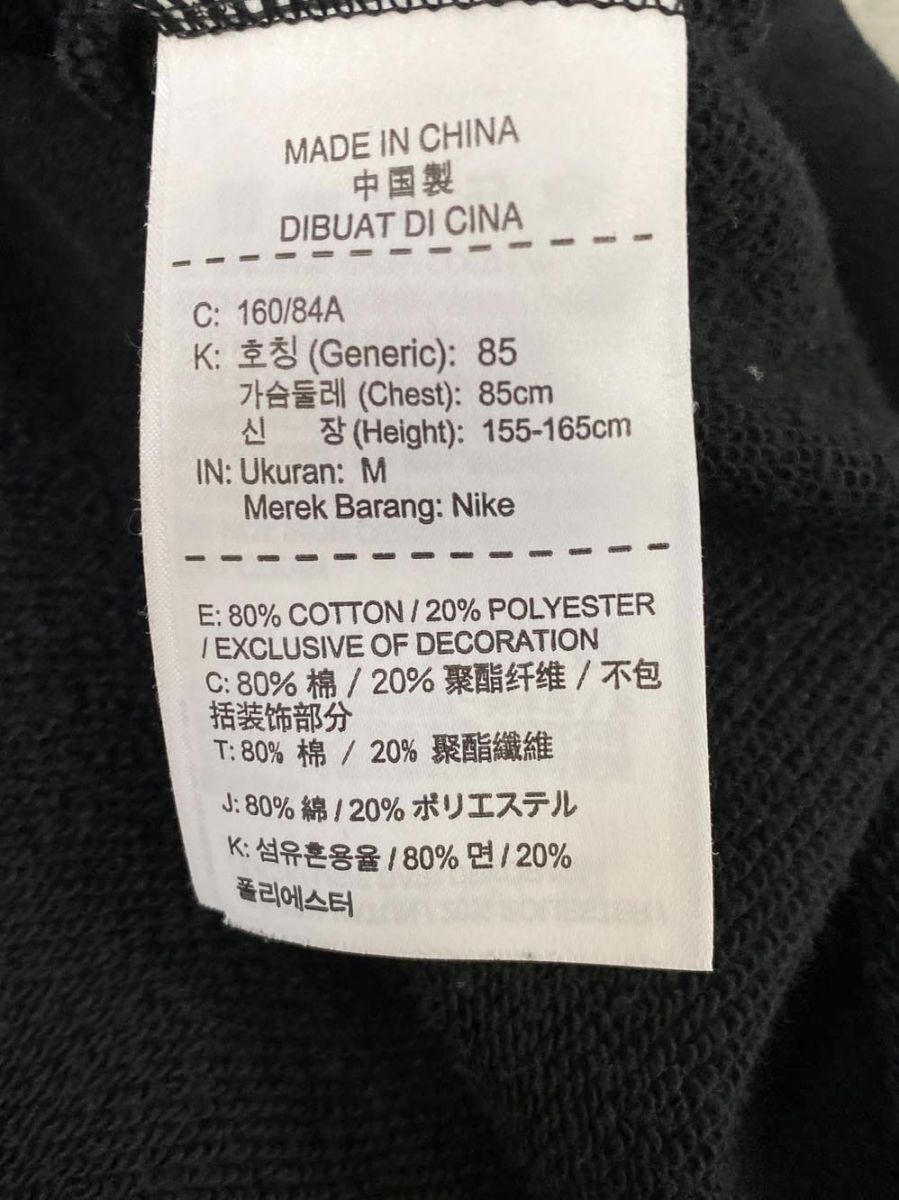 MADE IN CHINA
中国製
DIBUAT DI CINA
C: 160/84A
K: 호칭 (Generic): 85
가슴둘레 (Chest): 85cm
신 장 (Height): 155-165cm
IN: Ukuran: M
Merek Barang: Nike
E: 80% COTTON / 20% POLYESTER
/ EXCLUSIVE OF DECORATION
C: 80% 棉 / 20% 聚酯纤维 / 不包
括装饰部分
T: 80% 棉 / 20% 聚酯纖維
J: 80% 綿 / 20% ポリエステル
K: 섬유혼용율 / 80% 면 / 20%
폴리에스터